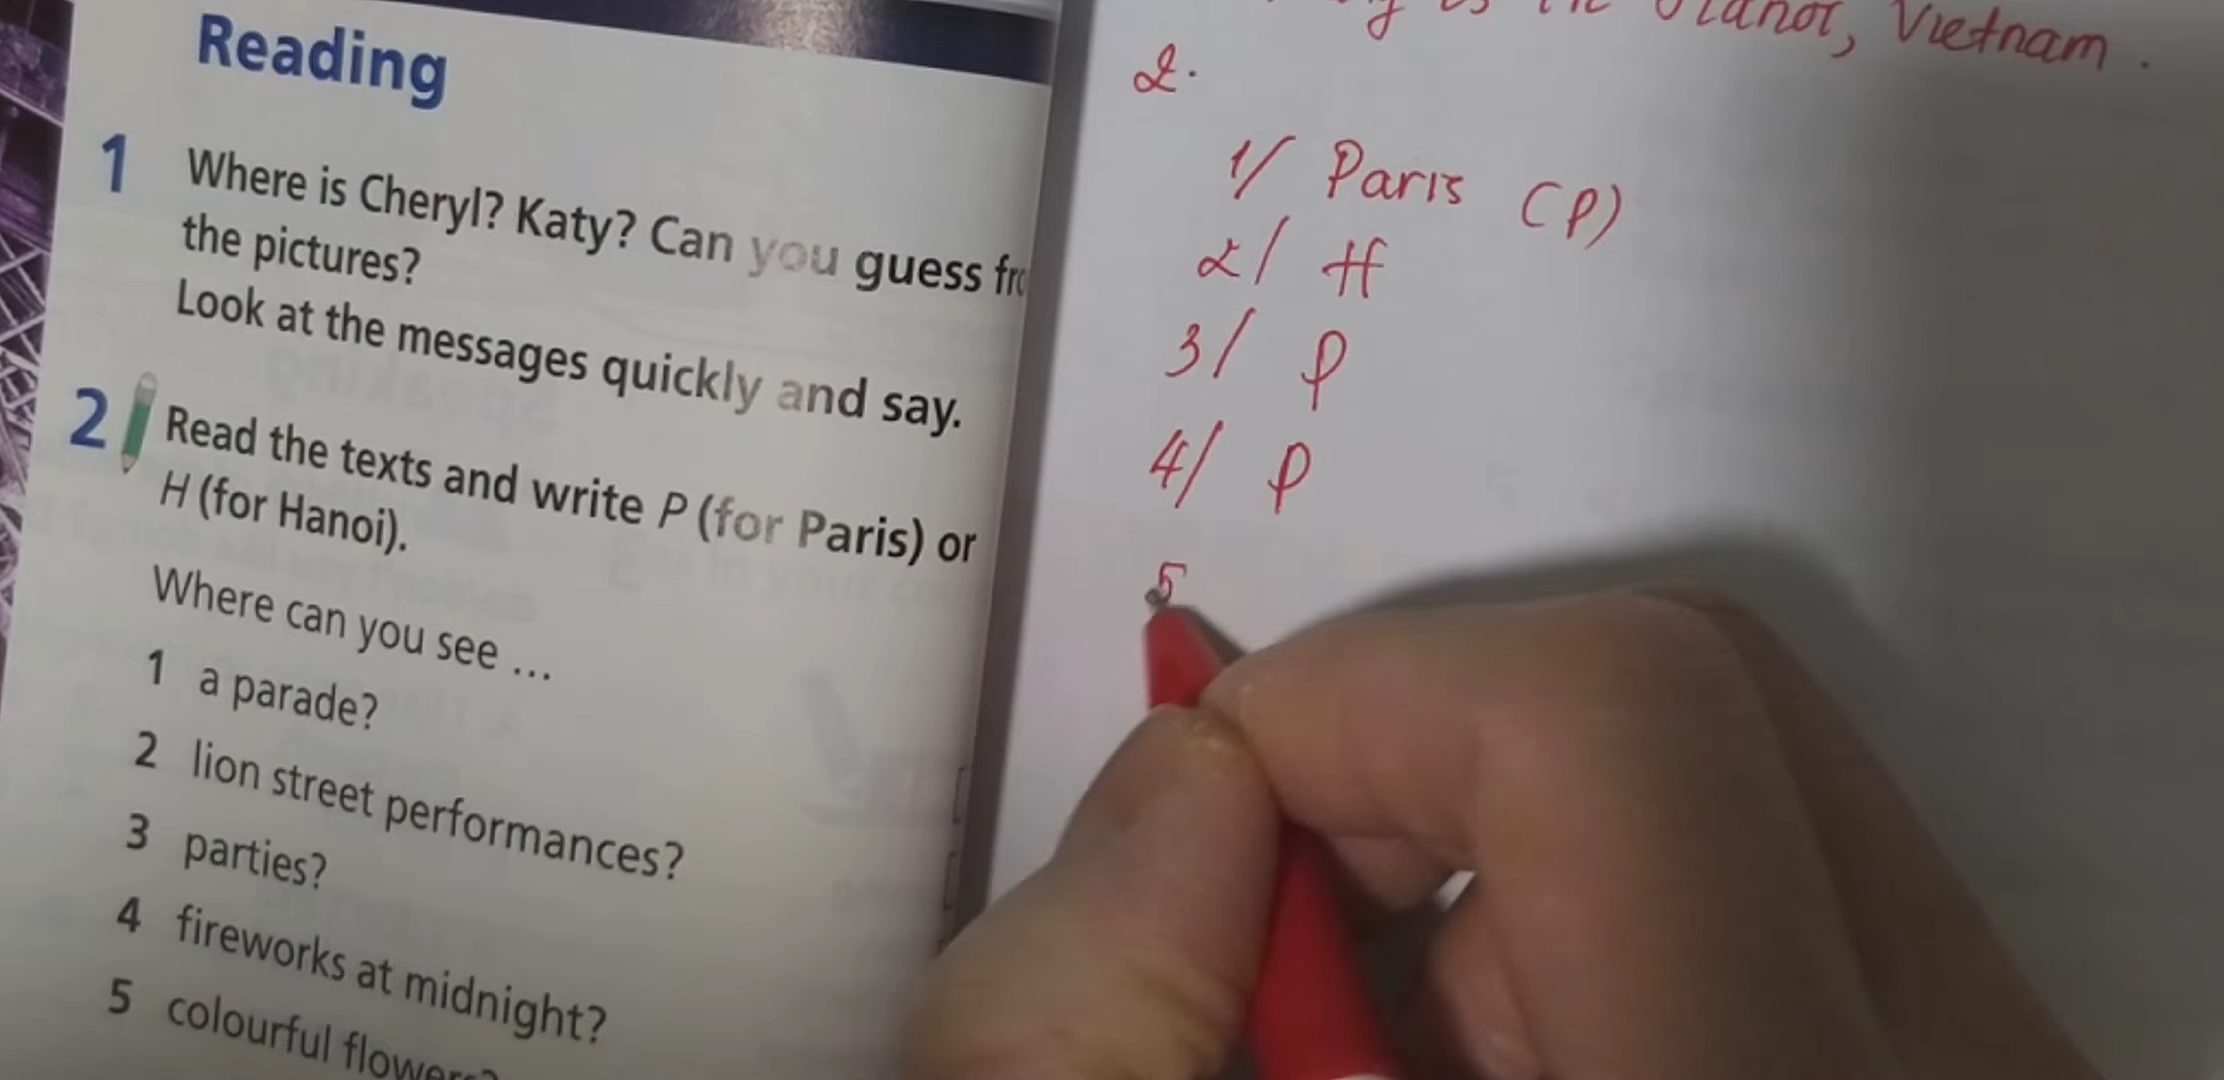 Reading
1 Where is Cheryl? Katy? Can you guess
the pictures?
Look at the messages quickly and say.
2 Read the texts and write P (for Paris) or
H (for Hanoi).
Where can you see ...
1 a parade?
2 lion street performances?
3 parties?
4 fireworks at midnight?
5 colourful flowers?
Hanoi, Vietnam.
2.
1/ Paris (P)
2/ H
3/ P
4/ P
5